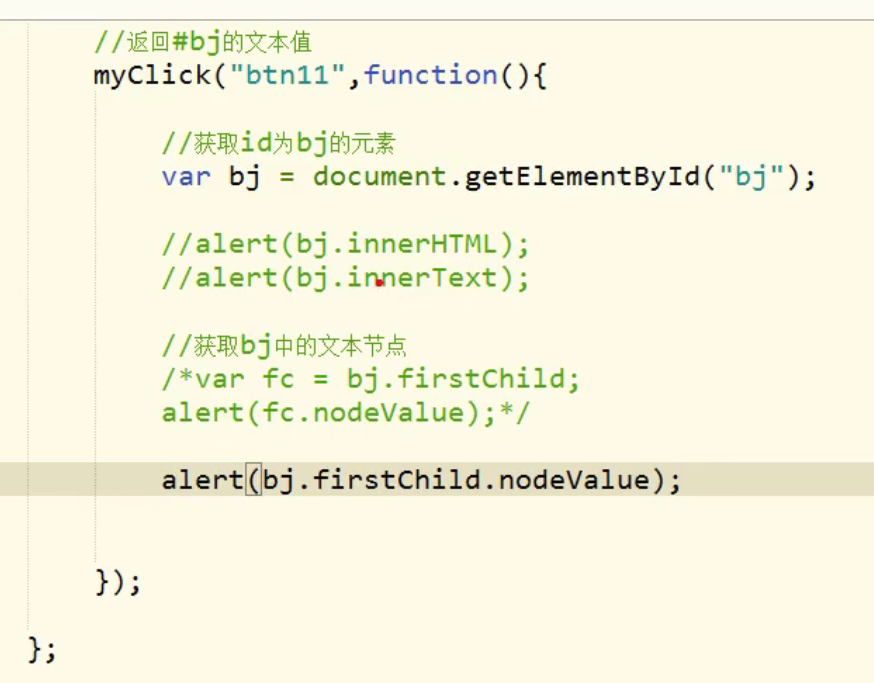 //返回#bj的文本值
myClick("btn11",function(){
//获取id为bj的元素
var bj = document.getElementById("bj");
//alert(bj.innerHTML);
//alert(bj.innerText);
//获取bj中的文本节点
/*var fc = bj.firstChild;
alert(fc.nodeValue);*/
alert(bj.firstChild.nodeValue);
});
};